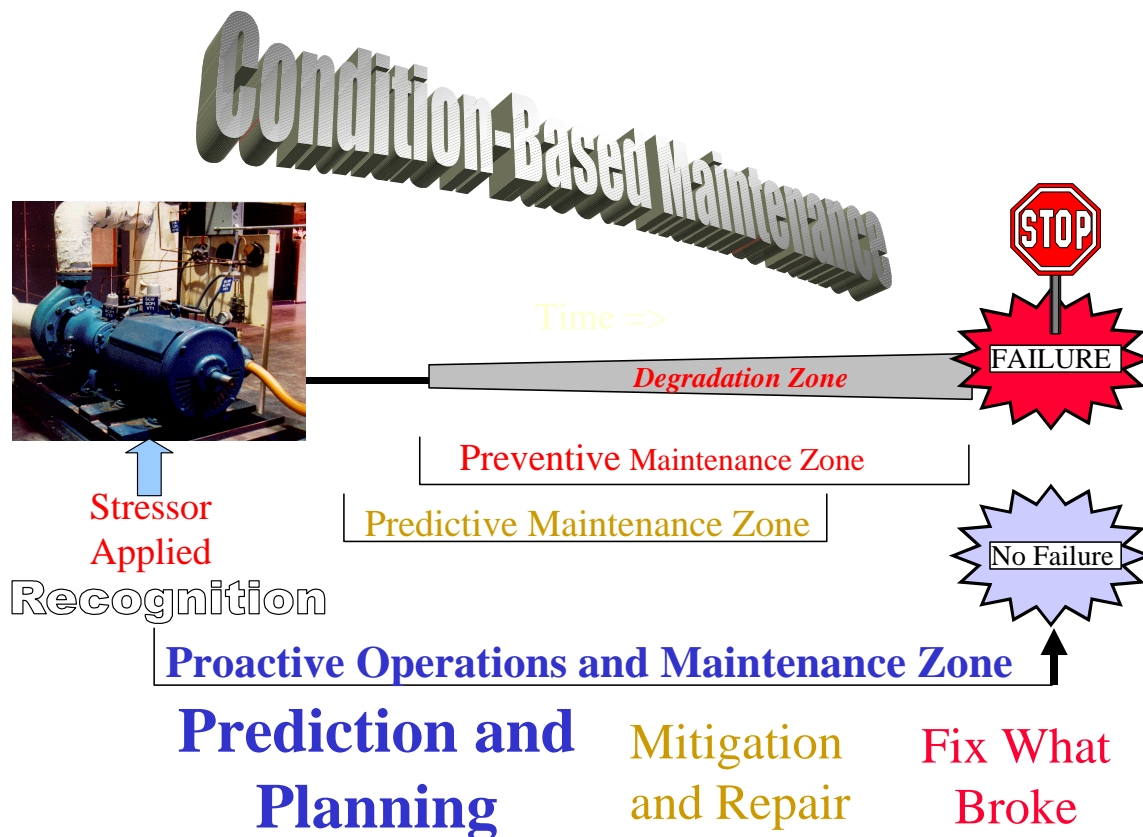 Condition-Based Maintenance
STOP
Time =>
FAILURE
Degradation Zone
Preventive Maintenance Zone
Stressor
Applied
Predictive Maintenance Zone
No Failure
Recognition
Proactive Operations and Maintenance Zone
Prediction and
Planning
Mitigation
and Repair
Fix What
Broke